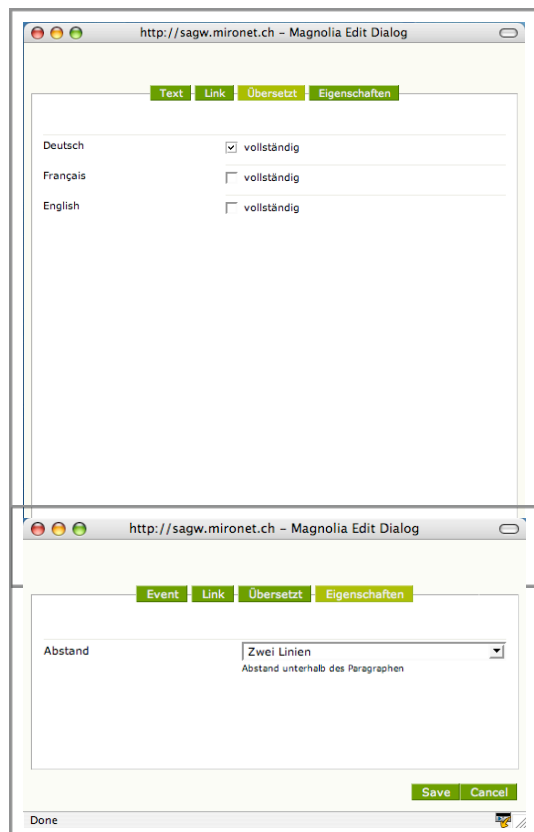 http://sagw.mironet.ch – Magnolia Edit Dialog
Text Link Übersetzt Eigenschaften
Deutsch vollständig
Français vollständig
English vollständig
http://sagw.mironet.ch – Magnolia Edit Dialog
Event Link Übersetzt Eigenschaften
Abstand Zwei Linien
Abstand unterhalb des Paragraphen
Save Cancel
Done